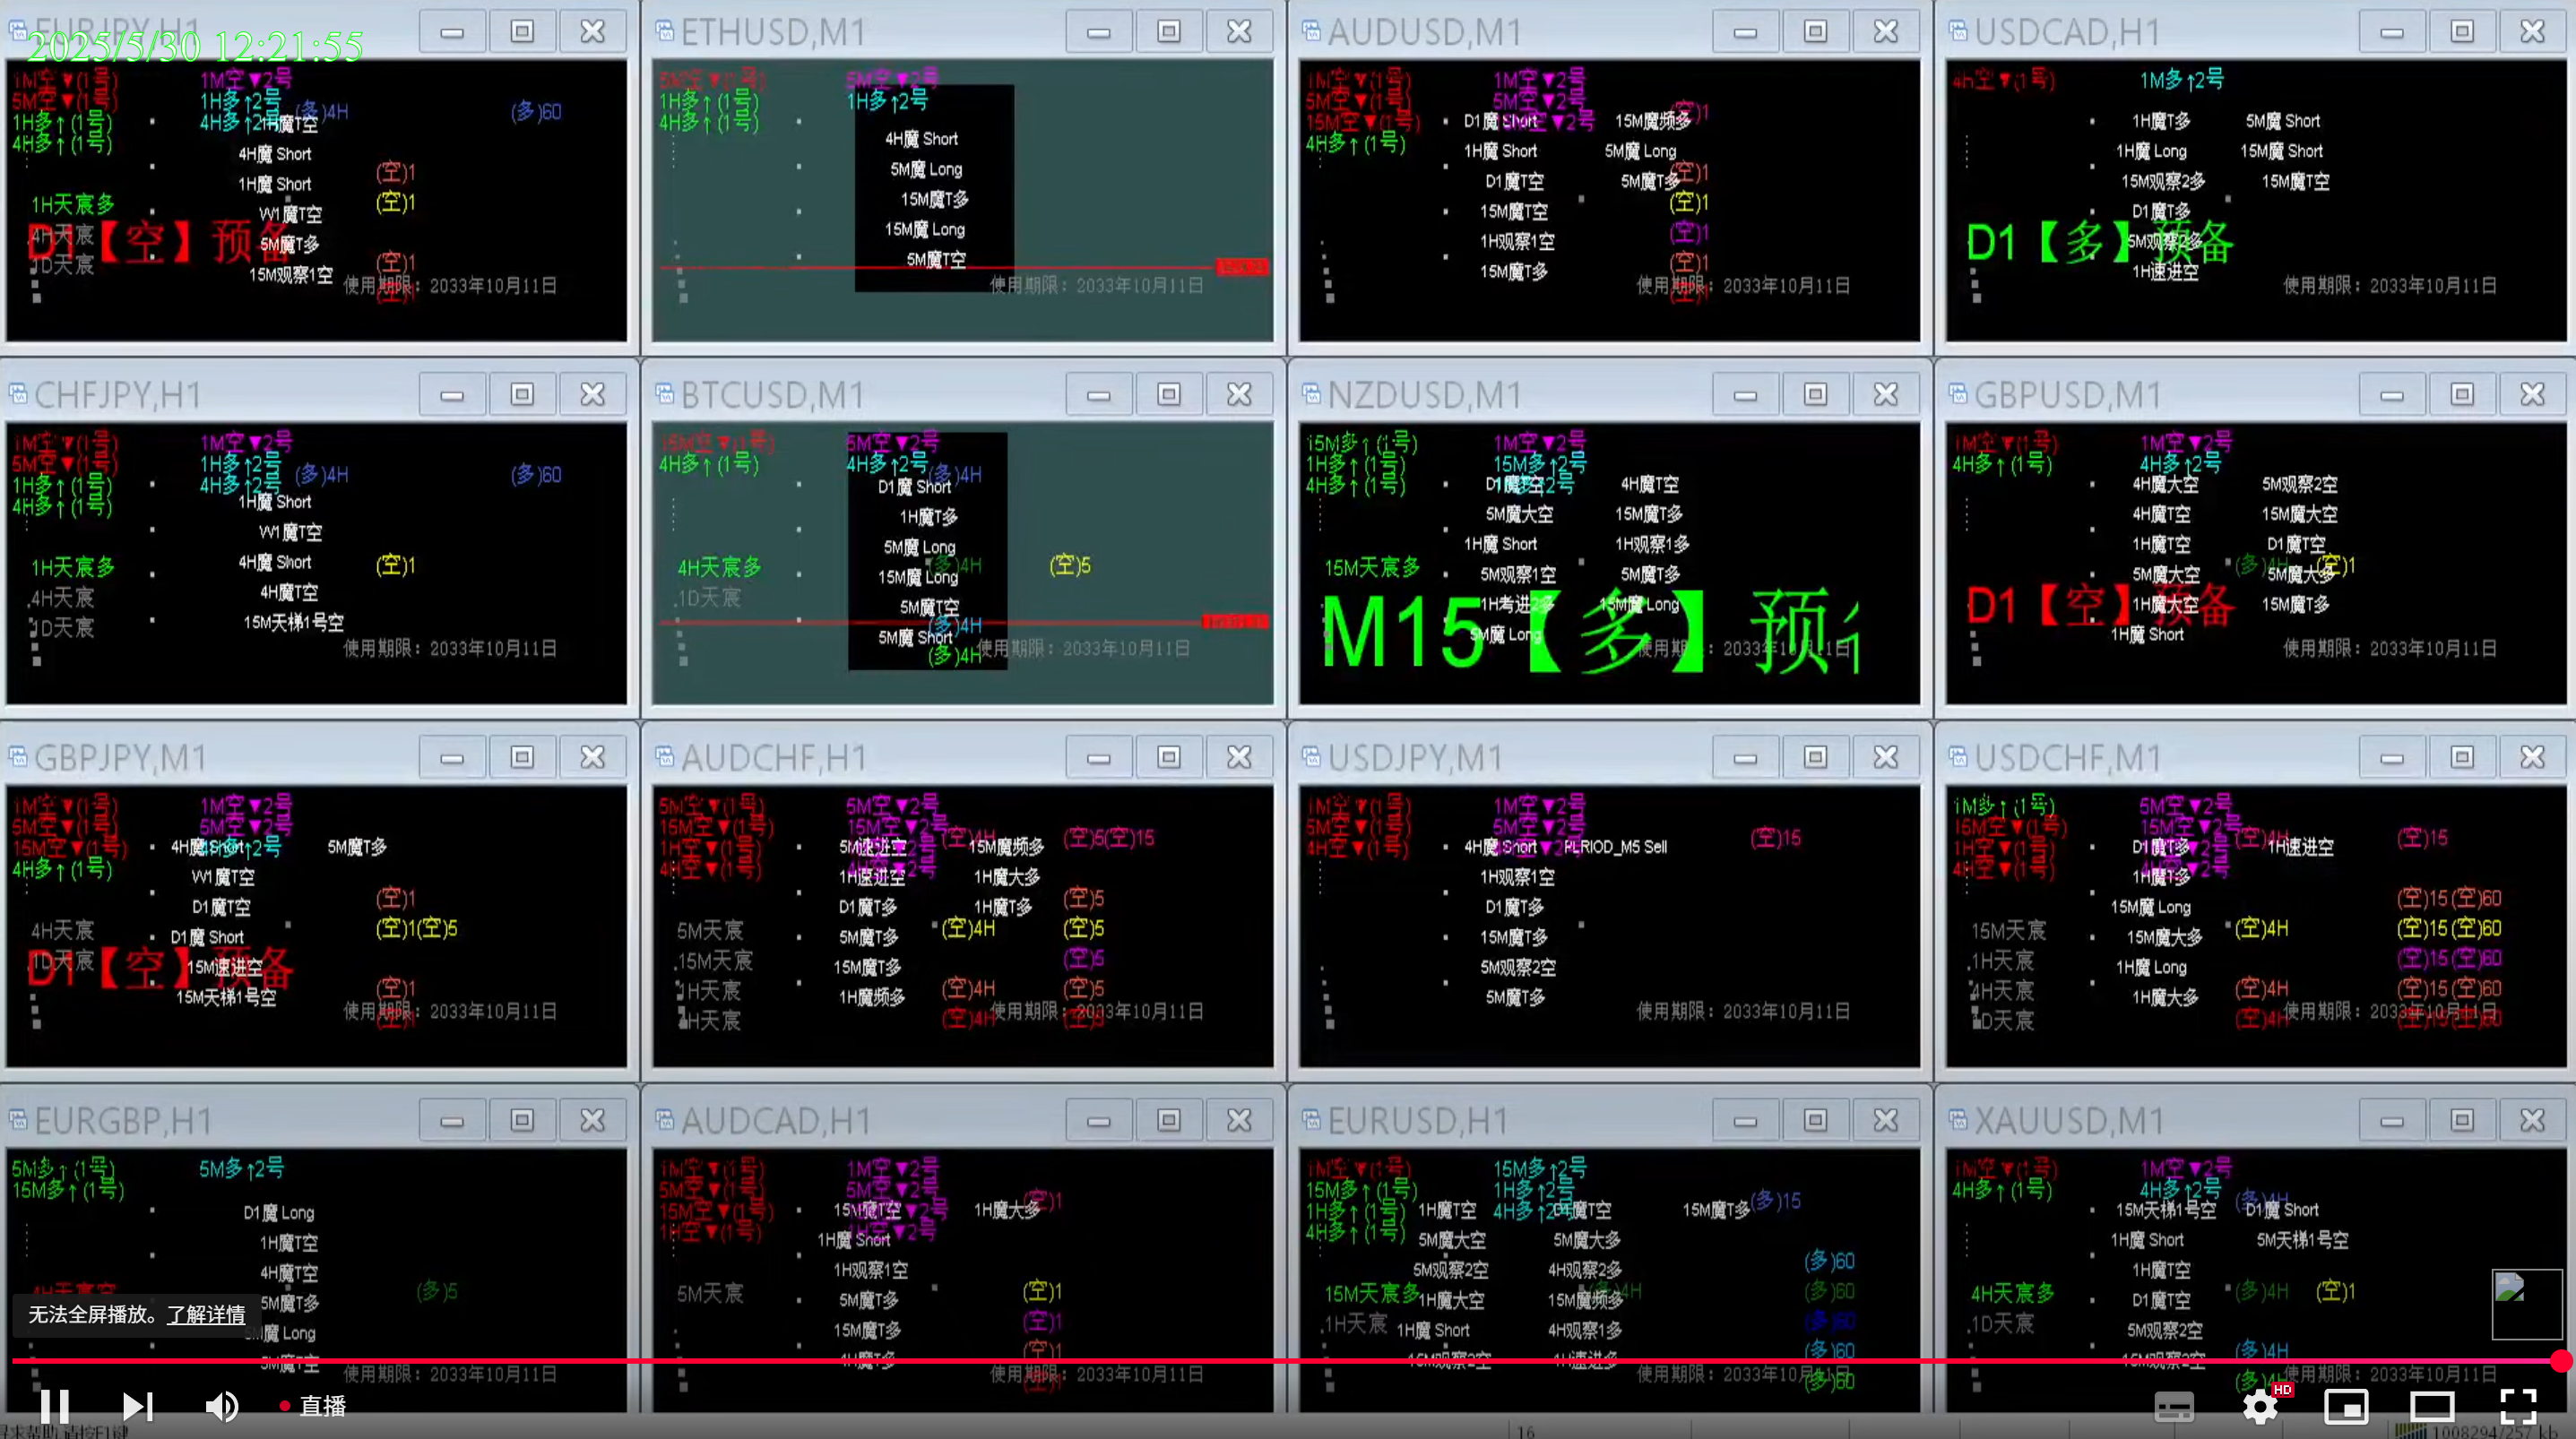 EURJPY,H1
2025/5/30 12:21:55
1M空▼(1号)
1M空▼2号
5M空▼(1号)
1H多↑2号
1H多↑(1号)
4H多↑2号
(多)4H
(多)60
4H多↑(1号)
4H魔 Short
1H魔 Short
(空)1
1H天宸多
W1魔T空
(空)1
4H天宸
D1【空】预备
5M魔T多
1D天宸
15M观察1空
(空)1
使用期限：2033年10月11日
ETHUSD,M1
5M空▼(1号)
5M空▼2号
1H多↑(1号)
1H多↑2号
4H多↑(1号)
4H魔 Short
5M魔 Long
15M魔T多
15M魔 Long
5M魔T空
使用期限：2033年10月11日
AUDUSD,M1
1M空▼(1号)
1M空▼2号
5M空▼(1号)
5M空▼2号
(空)1
15M空▼(1号)
D1魔 Short
15M魔频多
4H多↑(1号)
1H魔 Short
5M魔 Long
D1魔T空
5M魔T多
(空)1
15M魔T空
(空)1
1H观察1空
(空)1
15M魔T多
(空)1
使用期限：2033年10月11日
USDCAD,H1
4H空▼(1号)
1M多↑2号
1H魔T多
5M魔 Short
1H魔 Long
15M魔 Short
15M观察2多
15M魔T空
D1魔T多
D1【多】预备
5M观察2多
1H速进空
使用期限：2033年10月11日
CHFJPY,H1
1M空▼(1号)
1M空▼2号
5M空▼(1号)
1H多↑2号
1H多↑(1号)
4H多↑2号
(多)4H
(多)60
4H多↑(1号)
1H魔 Short
W1魔T空
4H魔 Short
(空)1
1H天宸多
4H天宸
4H魔T空
1D天宸
15M天梯1号空
使用期限：2033年10月11日
BTCUSD,M1
15M空▼(1号)
5M空▼2号
4H多↑(1号)
4H多↑2号
(多)4H
D1魔 Short
1H魔T多
5M魔 Long
4H天宸多
(多)4H
(空)5
15M魔 Long
1D天宸
5M魔T空
(多)4H
5M魔 Short
(多)4H
使用期限：2033年10月11日
NZDUSD,M1
15M多↑(1号)
1M空▼2号
1H多↑(1号)
15M多↑2号
4H多↑(1号)
D1魔T空
4H魔T空
5M魔大空
15M魔T多
1H魔 Short
1H观察1多
15M天宸多
5M观察1空
5M魔T多
1H考进2多
15M魔 Long
M15【多】预
5M魔 Long
使用期限：2033年10月11日
GBPUSD,M1
1M空▼(1号)
1M空▼2号
4H多↑(1号)
4H多↑2号
4H魔大空
5M观察2空
4H魔T空
15M魔大空
1H魔T空
D1魔T空
(多)4H
(空)1
5M魔大空
5M魔大多
D1【空】预备
1H魔大空
15M魔T多
1H魔 Short
使用期限：2033年10月11日
GBPJPY,M1
1M空▼(1号)
1M空▼2号
5M空▼(1号)
5M空▼2号
15M空▼(1号)
4H多↑2号
5M魔T多
4H多↑(1号)
W1魔T空
D1魔T空
(空)1
4H天宸
D1魔 Short
(空)1(空)5
1D天宸
D1【空】预备
15M速进空
15M天梯1号空
(空)1
使用期限：2033年10月11日
AUDCHF,H1
5M空▼(1号)
5M空▼2号
15M空▼(1号)
15M空▼2号
(空)4H
(空)5(空)15
1H空▼(1号)
5M速进空
15M魔频多
4H空▼(1号)
1H速进空
1H魔大多
D1魔T多
1H魔T多
(空)5
5M天宸
5M魔T多
(空)4H
(空)5
15M天宸
15M魔T多
(空)5
1H天宸
1H魔频多
(空)4H
(空)5
4H天宸
(空)4H
使用期限：2033年10月11日
USDJPY,M1
1M空▼(1号)
1M空▼2号
5M空▼(1号)
5M空▼2号
4H空▼(1号)
4H魔 Short
PERIOD_M5 Sell
(空)15
1H观察1空
D1魔T多
15M魔T多
5M观察2空
5M魔T多
使用期限：2033年10月11日
USDCHF,M1
1M多↑(1号)
5M空▼2号
15M空▼(1号)
15M空▼2号
(空)4H
(空)15
1H空▼(1号)
D1魔T多
1H速进空
4H空▼(1号)
1H魔T多
15M魔 Long
(空)15(空)60
15M天宸
15M魔大多
(空)4H
(空)15(空)60
1H天宸
1H魔 Long
(空)15(空)60
4H天宸
1H魔大多
(空)4H
(空)15(空)60
1D天宸
(空)4H
使用期限：2033年10月11日
EURGBP,H1
5M多↑(1号)
5M多↑2号
15M多↑(1号)
D1魔 Long
1H魔T空
4H魔T空
4H天宸空
5M魔T多
(多)5
5M魔 Long
5M魔T空
使用期限：2033年10月11日
AUDCAD,H1
1M空▼(1号)
1M空▼2号
5M空▼(1号)
5M空▼2号
(空)1
15M空▼(1号)
15M魔T空
1H魔大多
1H空▼(1号)
1H魔 Short
1H观察1空
5M天宸
5M魔T多
(空)1
15M魔T多
(空)1
4H魔T多
(空)1
使用期限：2033年10月11日
EURUSD,H1
1M空▼(1号)
15M多↑2号
15M多↑(1号)
1H多↑2号
1H多↑(1号)
4H多↑2号
1H魔T空
15M魔T多
(多)15
4H多↑(1号)
5M魔大空
5M魔大多
5M观察2空
4H观察2多
(多)60
15M天宸多
1H魔大空
15M魔频多
(多)60
1H天宸
1H魔 Short
4H观察1多
(多)60
15M观察2空
1H速进多
(多)60
(多)60
使用期限：2033年10月11日
XAUUSD,M1
1M空▼(1号)
1M空▼2号
4H多↑(1号)
4H多↑2号
(多)4H
15M天梯1号空
D1魔 Short
1H魔 Short
5M天梯1号空
1H魔T空
4H天宸多
D1魔T空
(多)4H
(空)1
1D天宸
5M观察2空
15M观察2空
(多)4H
(多)4H
使用期限：2033年10月11日
无法全屏播放。了解详情
直播
HD
16
1008294/257 kb